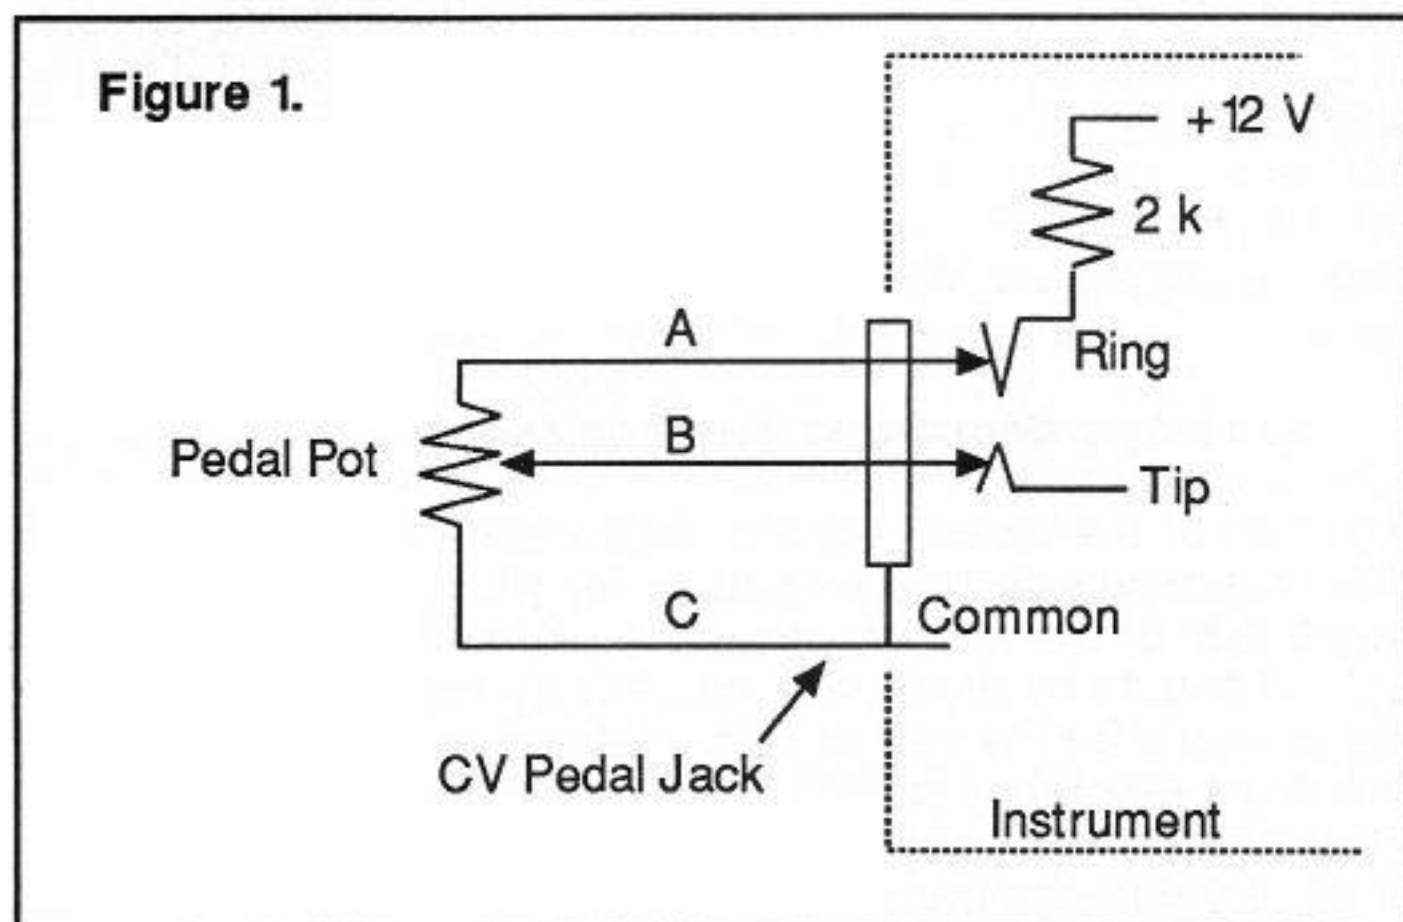 Figure 1.
+12 V
2 k
A
Ring
B
Pedal Pot
Tip
C
Common
CV Pedal Jack
Instrument